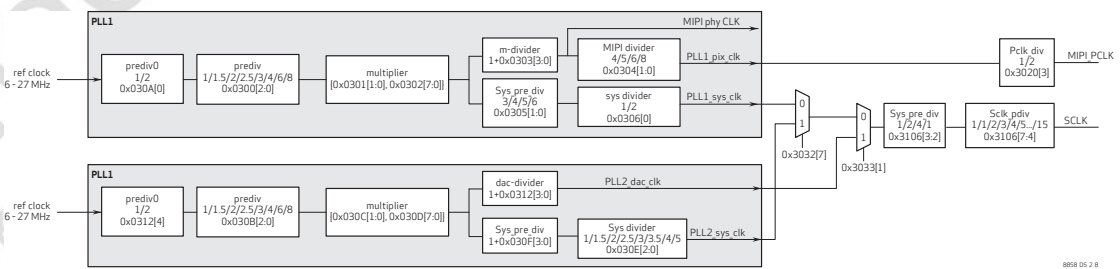 PLL1
MIPI phy CLK
ref clock
6 - 27 MHz
prediv0
1/2
0x030A[0]
prediv
1/1.5/2/2.5/3/4/6/8
0x0300[2:0]
multiplier
{0x0301[1:0], 0x0302[7:0]}
m-divider
1+0x0303[3:0]
MIPI divider
4/5/6/8
0x0304[1:0]
PLL1_pix_clk
Pclk_div
1/2
0x3020[3]
MIPI_PCLK
Sys_pre_div
3/4/5/6
0x0305[1:0]
sys divider
1/2
0x0306[0]
PLL1_sys_clk
0
1
0x3032[7]
0
1
0x3033[1]
Sys_pre_div
1/2/4/1
0x3106[3:2]
Sclk_pdiv
1/1/2/3/4/5.../15
0x3106[7:4]
SCLK
PLL1
ref clock
6 - 27 MHz
prediv0
1/2
0x0312[4]
prediv
1/1.5/2/2.5/3/4/6/8
0x030B[2:0]
multiplier
{0x030C[1:0], 0x030D[7:0]}
dac-divider
1+0x0312[3:0]
PLL2_dac_clk
Sys_pre_div
1+0x030F[3:0]
Sys divider
1/1.5/2/2.5/3/3.5/4/5
0x030E[2:0]
PLL2_sys_clk
8858 DS 2 8